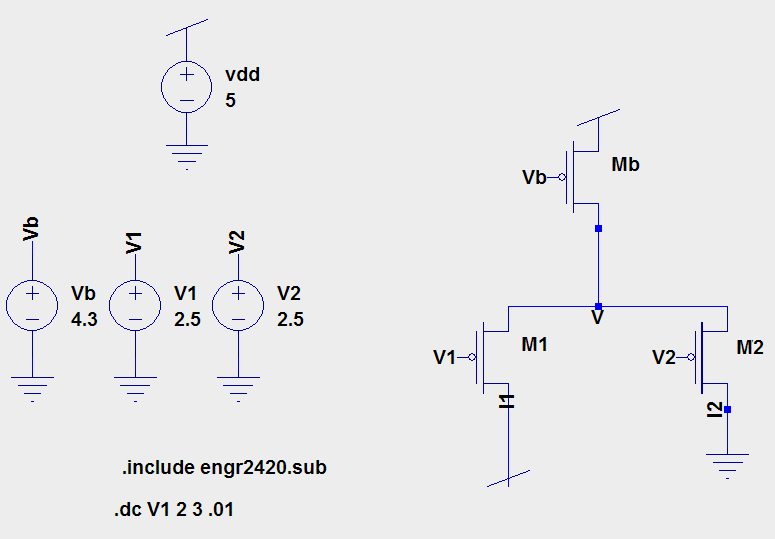 vdd
5
Mb
Vb
Vb
V1
V2
Vb
4.3
V1
2.5
V2
2.5
V
V1
M1
V2
M2
I1
I2
.include engr2420.sub
.dc V1 2 3 .01